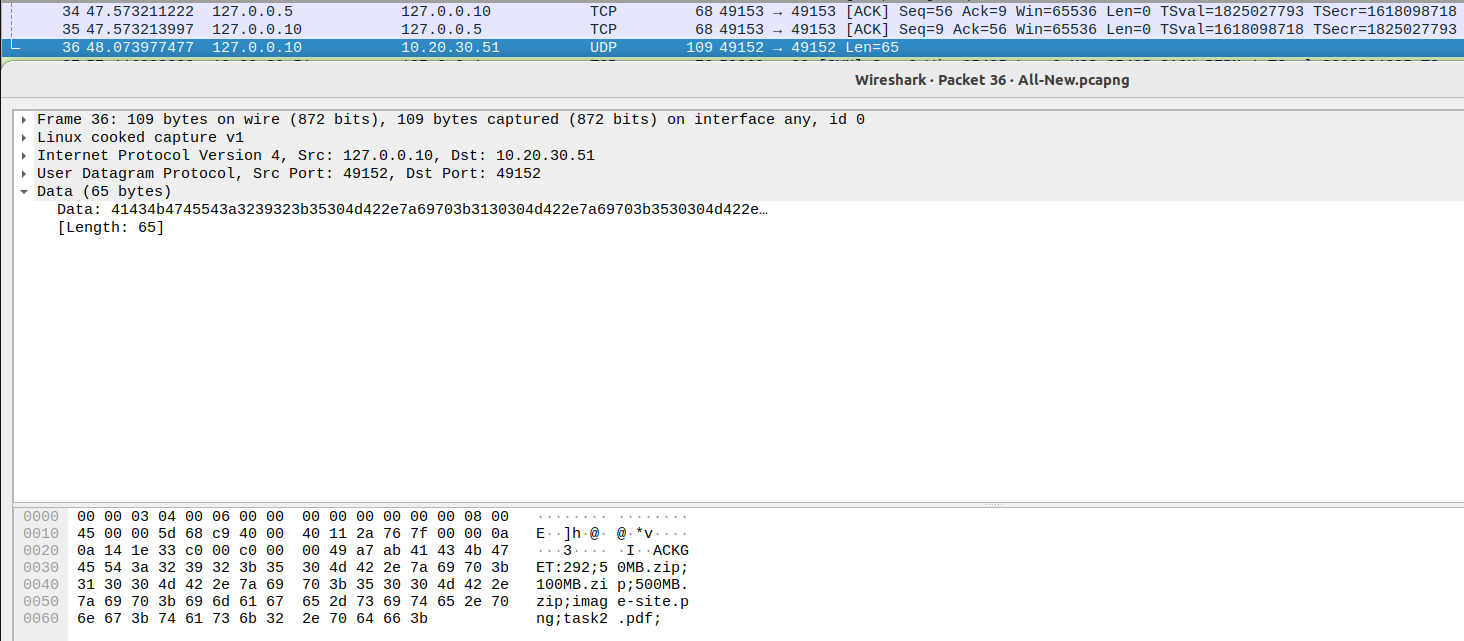 34 47.573211222 127.0.0.5 127.0.0.10 TCP 68 49153 → 49153 [ACK] Seq=56 Ack=9 Win=65536 Len=0 TSval=1825027793 TSecr=1618098718
35 47.573213997 127.0.0.10 127.0.0.5 TCP 68 49153 → 49153 [ACK] Seq=9 Ack=56 Win=65536 Len=0 TSval=1618098718 TSecr=1825027793
36 48.073977477 127.0.0.10 10.20.30.51 UDP 109 49152 → 49152 Len=65
Wireshark · Packet 36 · All-New.pcapng
Frame 36: 109 bytes on wire (872 bits), 109 bytes captured (872 bits) on interface any, id 0
Linux cooked capture v1
Internet Protocol Version 4, Src: 127.0.0.10, Dst: 10.20.30.51
User Datagram Protocol, Src Port: 49152, Dst Port: 49152
Data (65 bytes)
Data: 41434b4745543a3239323b35304d422e7a69703b3130304d422e7a69703b3530304d422e…
[Length: 65]
0000 00 00 03 04 00 06 00 00 00 00 00 00 00 00 08 00 ········ ········
0010 45 00 00 5d 68 c9 40 00 40 11 2a 76 7f 00 00 0a E··]h·@· @·*v····
0020 0a 14 1e 33 c0 00 c0 00 00 49 a7 ab 41 43 4b 47 ···3···· ·I··ACKG
0030 45 54 3a 32 39 32 3b 35 30 4d 42 2e 7a 69 70 3b ET:292;5 0MB.zip;
0040 31 30 30 4d 42 2e 7a 69 70 3b 35 30 30 4d 42 2e 100MB.zi p;500MB.
0050 7a 69 70 3b 69 6d 61 67 65 2d 73 69 74 65 2e 70 zip;imag e-site.p
0060 6e 67 3b 74 61 73 6b 32 2e 70 64 66 3b ng;task2 .pdf;